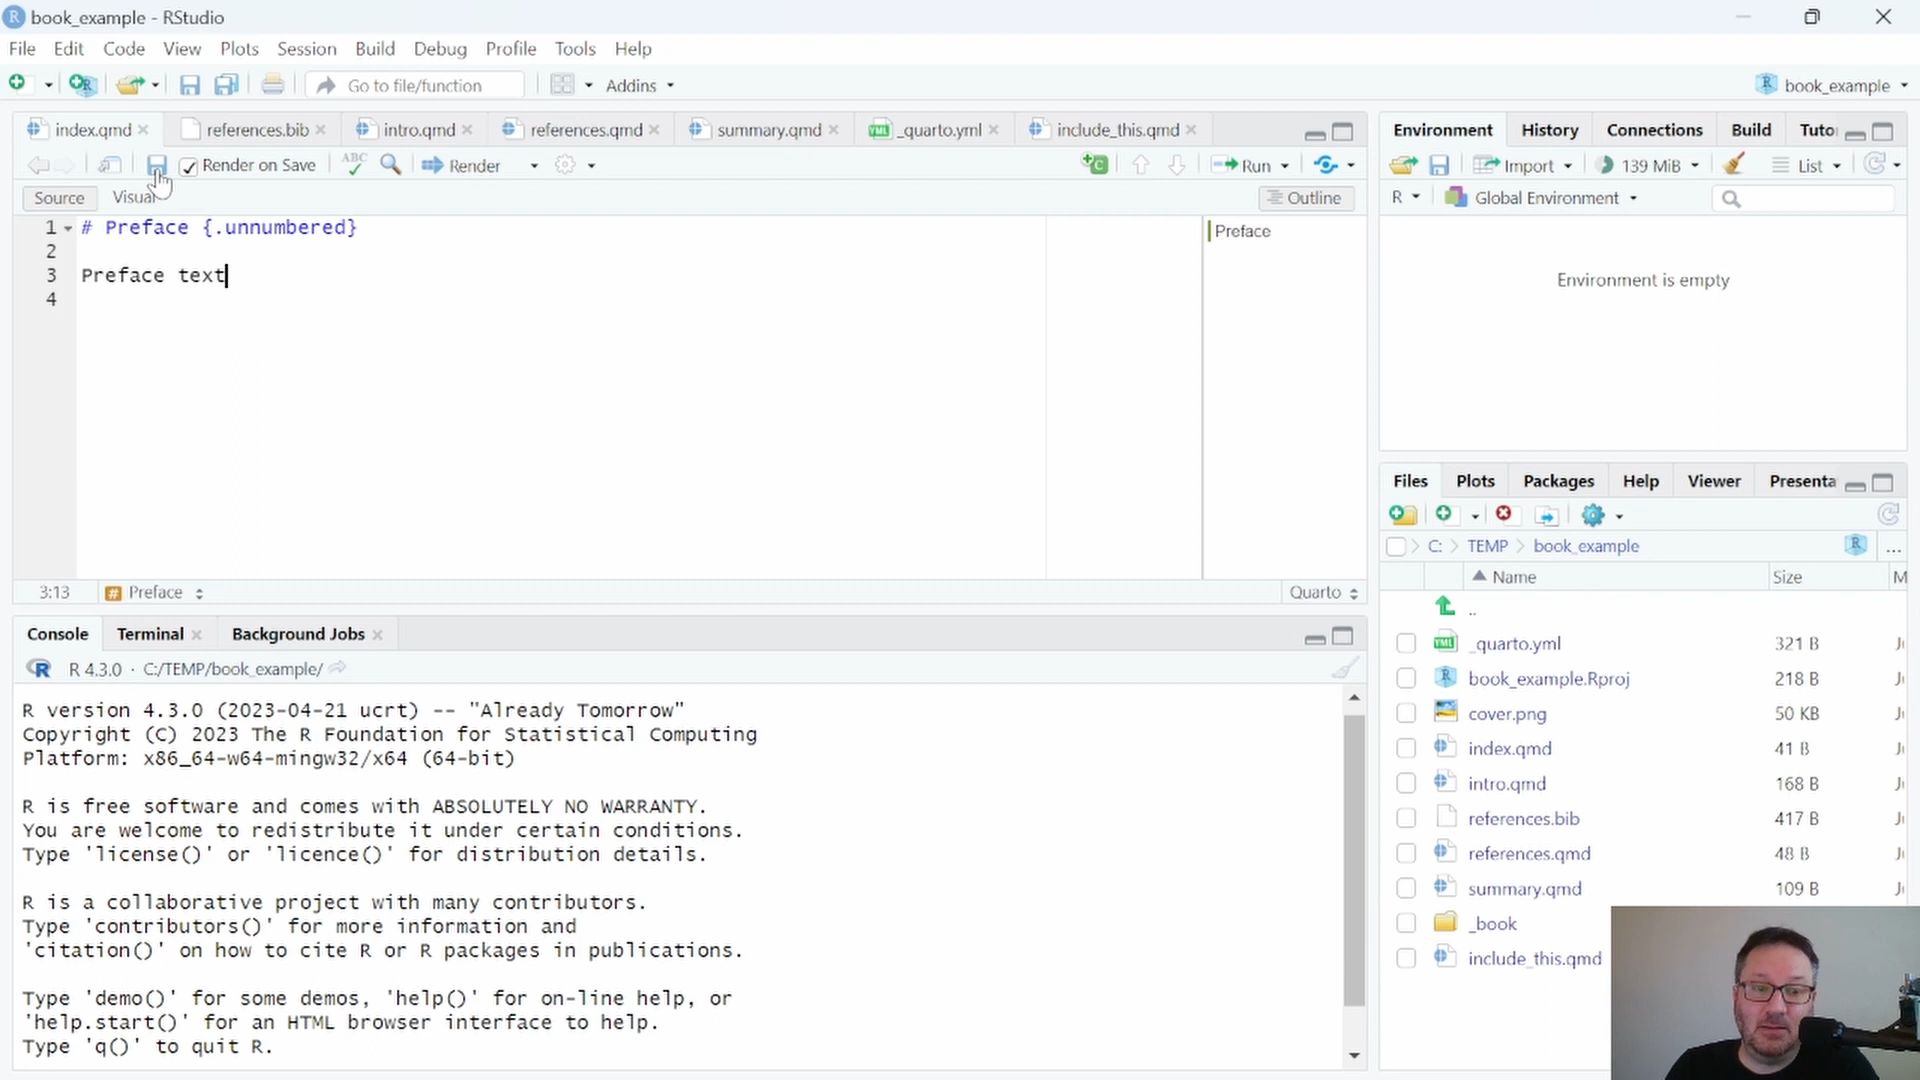 book_example - RStudio
File Edit Code View Plots Session Build Debug Profile Tools Help
Go to file/function Addins book_example
index.qmd references.bib intro.qmd references.qmd summary.qmd _quarto.yml include_this.qmd
Render on Save ABC Render Run
Source Visual Outline
1 # Preface {.unnumbered}
2
3 Preface text
4
Preface
3:13 Preface Quarto
Console Terminal Background Jobs
R 4.3.0 · C:/TEMP/book_example/
R version 4.3.0 (2023-04-21 ucrt) -- "Already Tomorrow"
Copyright (C) 2023 The R Foundation for Statistical Computing
Platform: x86_64-w64-mingw32/x64 (64-bit)
R is free software and comes with ABSOLUTELY NO WARRANTY.
You are welcome to redistribute it under certain conditions.
Type 'license()' or 'licence()' for distribution details.
R is a collaborative project with many contributors.
Type 'contributors()' for more information and
'citation()' on how to cite R or R packages in publications.
Type 'demo()' for some demos, 'help()' for on-line help, or
'help.start()' for an HTML browser interface to help.
Type 'q()' to quit R.
Environment History Connections Build
Import 139 MiB List
R Global Environment
Environment is empty
Files Plots Packages Help Viewer
C: TEMP book_example
Name Size
..
_quarto.yml 321 B
book_example.Rproj 218 B
cover.png 50 KB
index.qmd 41 B
intro.qmd 168 B
references.bib 417 B
references.qmd 48 B
summary.qmd 109 B
_book
include_this.qmd